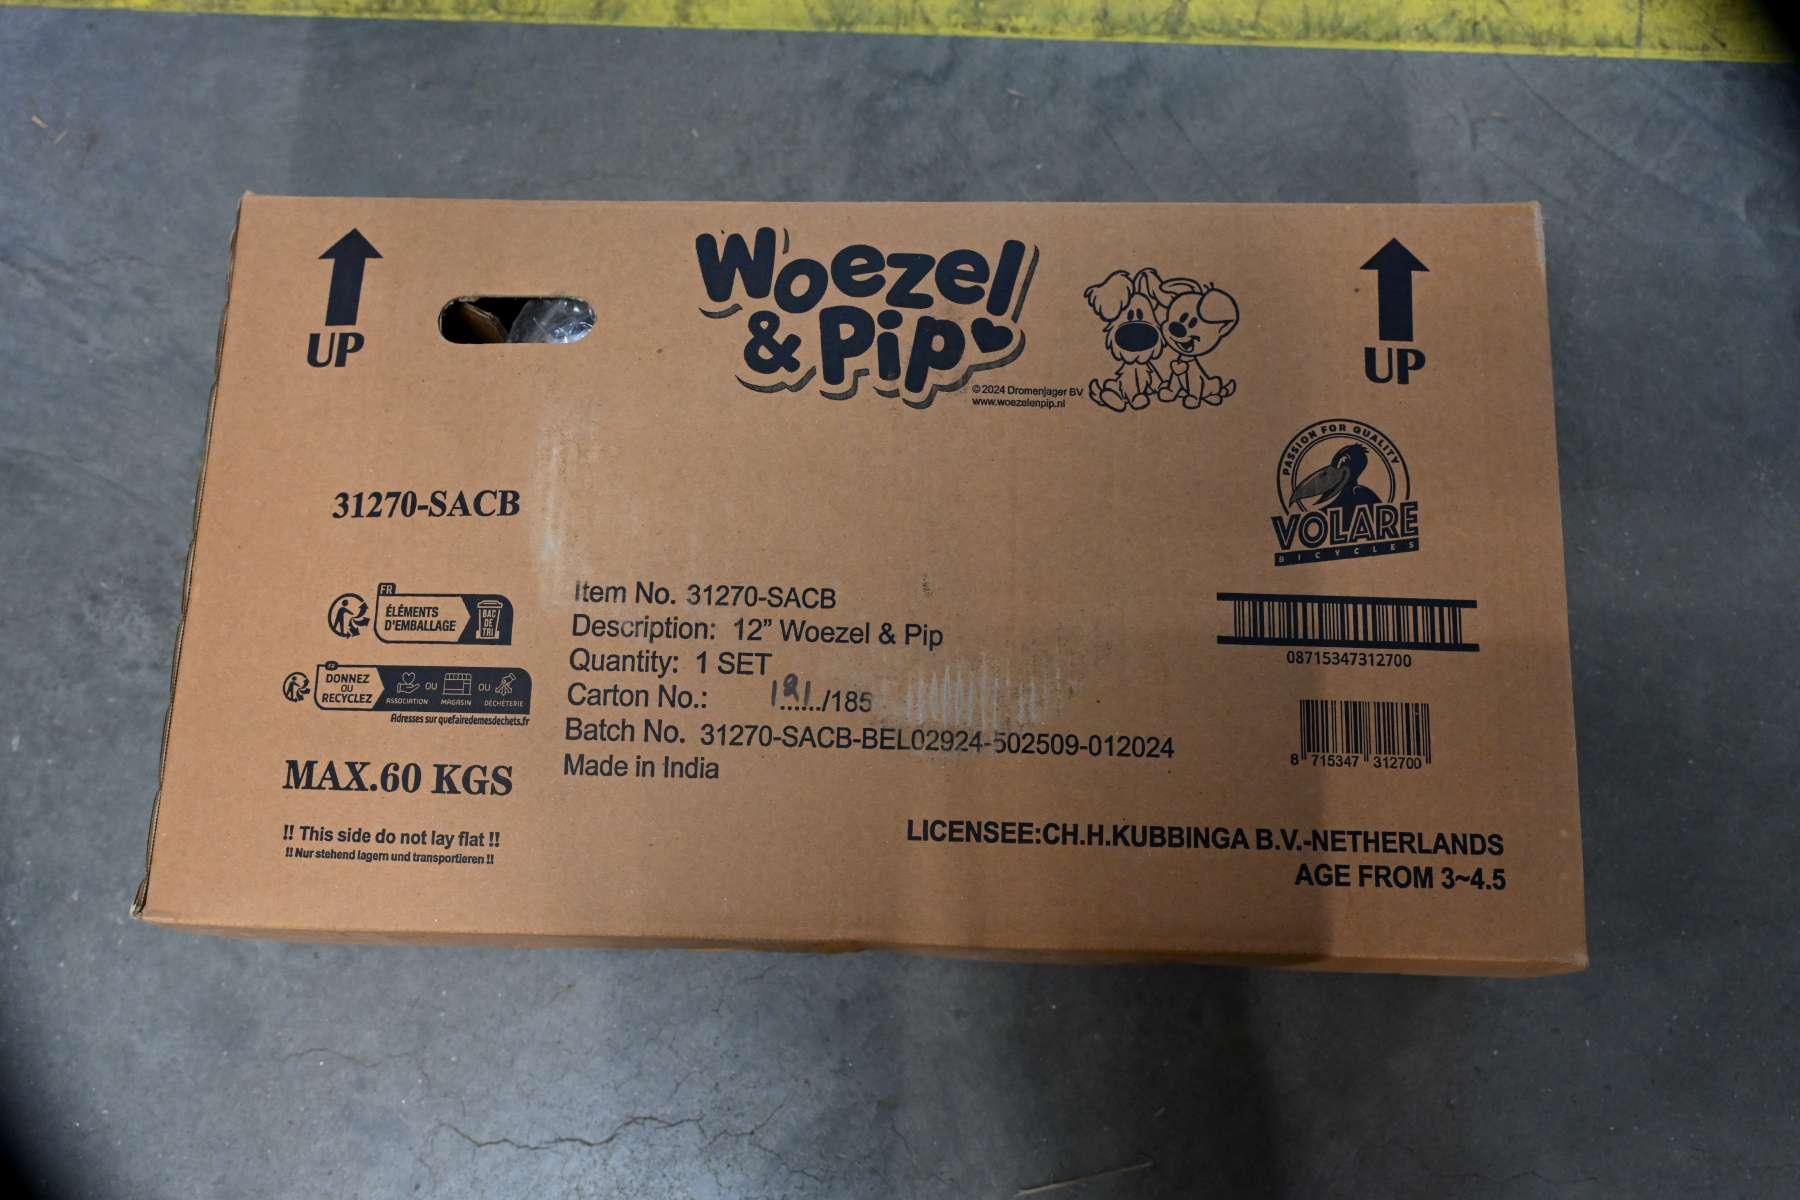 UP
Woezel
& Pip
©2024 Dromenjager BV
www.woezelenpip.nl
UP
PASSION FOR QUALITY
VOLARE
BICYCLES
31270-SACB
FR
ÉLÉMENTS
D'EMBALLAGE
BAC
DE
TRI
FR
DONNEZ
OU
RECYCLEZ
ASSOCIATION OU MAGASIN OU DÉCHÈTERIE
Adresses sur quefairedemesdechets.fr
MAX.60 KGS
!! This side do not lay flat !!
!! Nur stehend lagern und transportieren !!
Item No. 31270-SACB
Description: 12” Woezel & Pip
Quantity: 1 SET
Carton No.: 181/185
Batch No. 31270-SACB-BEL02924-502509-012024
Made in India
08715347312700
8 715347 312700
LICENSEE:CH.H.KUBBINGA B.V.-NETHERLANDS
AGE FROM 3~4.5